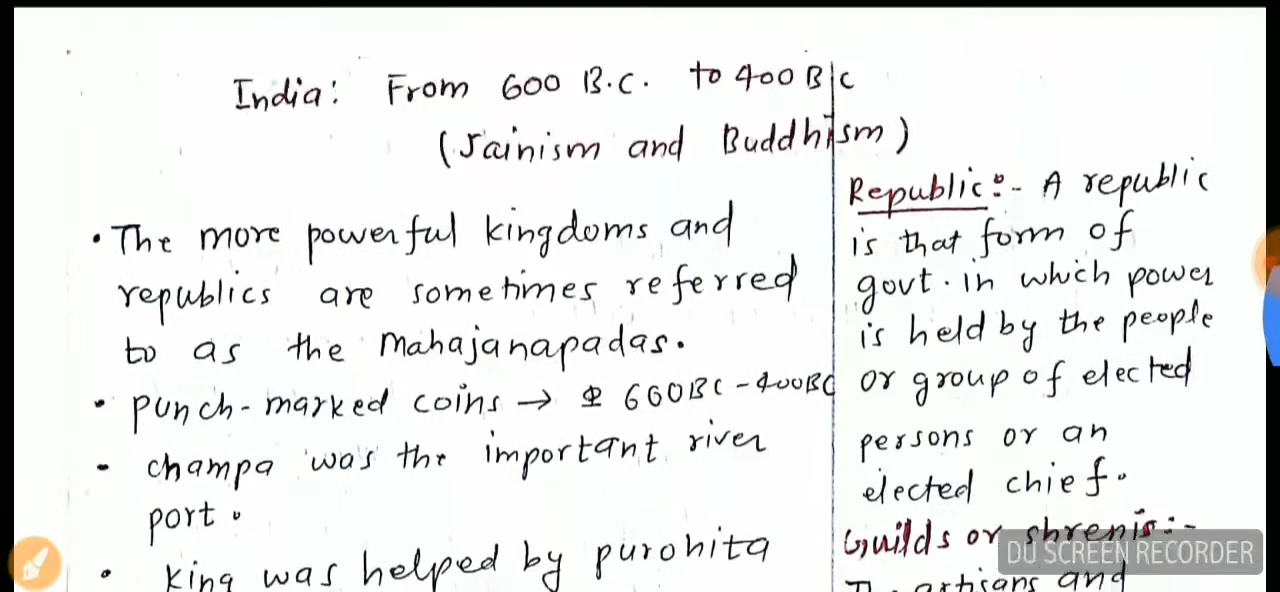 India: From 600 B.C. to 400 B/C
(Jainism and Buddhism)
• The more powerful kingdoms and
republics are sometimes referred
to as the Mahajanapadas.
• Punch-marked coins → 600BC-400BC
- Champa was the important river
port.
• King was helped by purohita
Republic:- A republic
is that form of
govt. in which power
is held by the people
or group of elected
persons or an
elected chief.
Guilds or shrenis:-
artisans and
DU SCREEN RECORDER